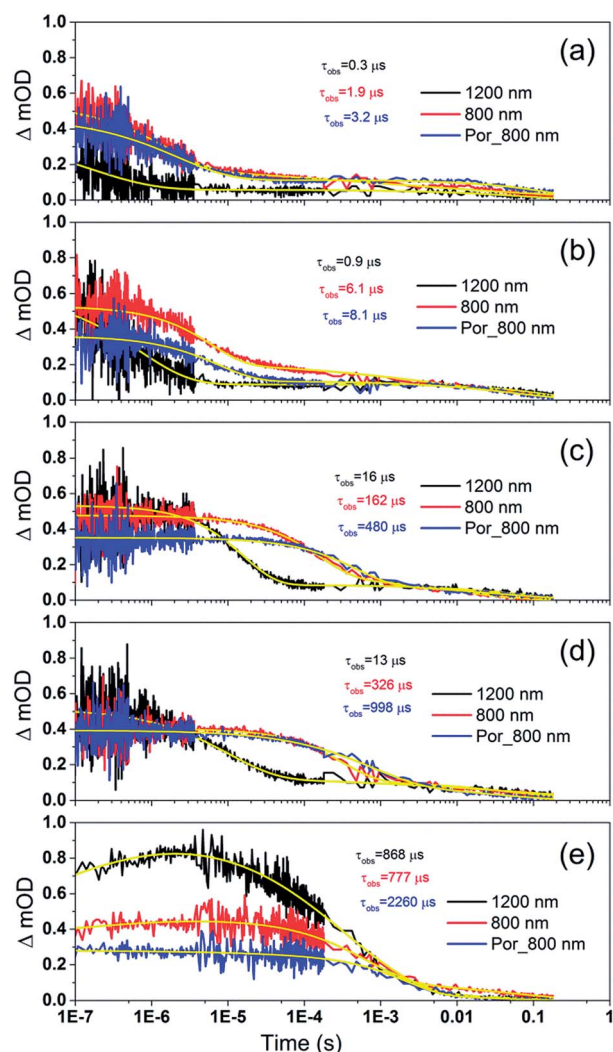 1.0
(a)
0.8
τobs=0.3 μs
1200 nm
0.6
τobs=1.9 μs
800 nm
0.4
τobs=3.2 μs
Por_800 nm
0.2
0.0
Δ mOD
1.0
(b)
0.8
τobs=0.9 μs
1200 nm
0.6
τobs=6.1 μs
800 nm
0.4
τobs=8.1 μs
Por_800 nm
0.2
0.0
Δ mOD
1.0
(c)
0.8
τobs=16 μs
1200 nm
0.6
τobs=162 μs
800 nm
0.4
τobs=480 μs
Por_800 nm
0.2
0.0
Δ mOD
1.0
(d)
0.8
τobs=13 μs
1200 nm
0.6
τobs=326 μs
800 nm
0.4
τobs=998 μs
Por_800 nm
0.2
0.0
Δ mOD
1.0
(e)
0.8
τobs=868 μs
1200 nm
0.6
τobs=777 μs
800 nm
0.4
τobs=2260 μs
Por_800 nm
0.2
0.0
Δ mOD
1E-7 1E-6 1E-5 1E-4 1E-3 0.01 0.1 1
Time (s)